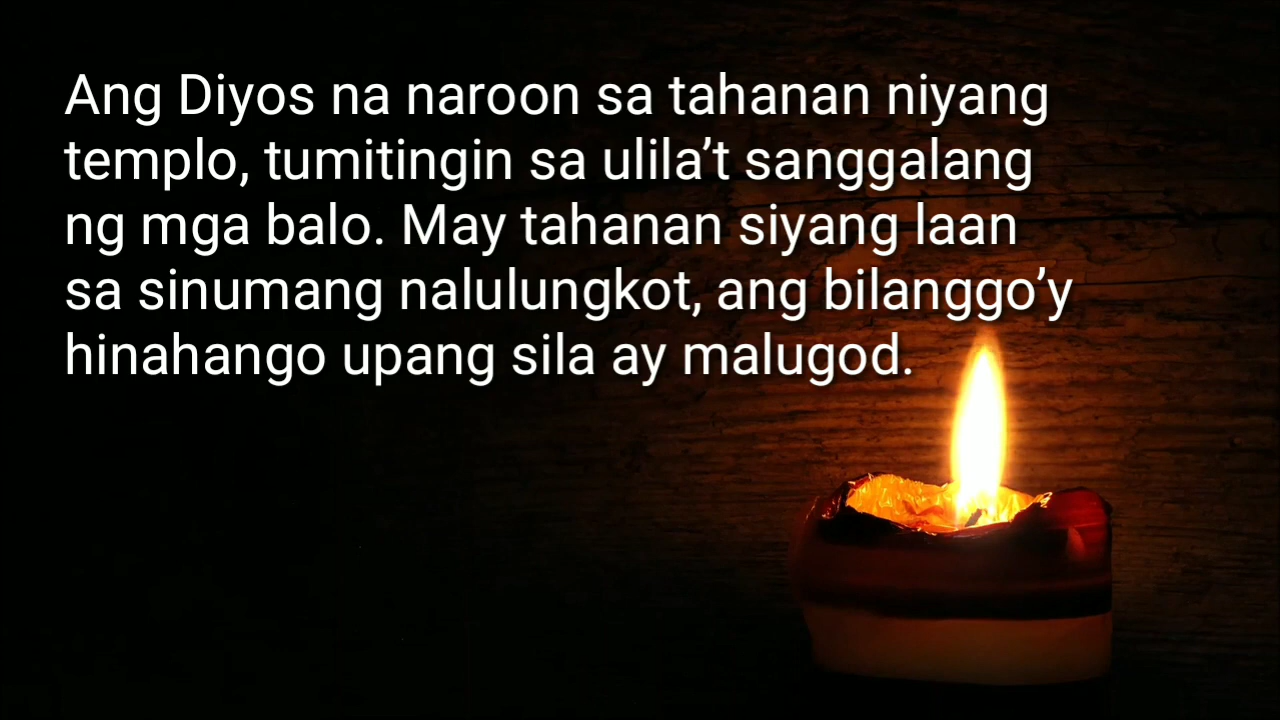 Ang Diyos na naroon sa tahanan niyang
templo, tumitingin sa ulila’t sanggalang
ng mga balo. May tahanan siyang laan
sa sinumang nalulungkot, ang bilanggo’y
hinahango upang sila ay malugod.